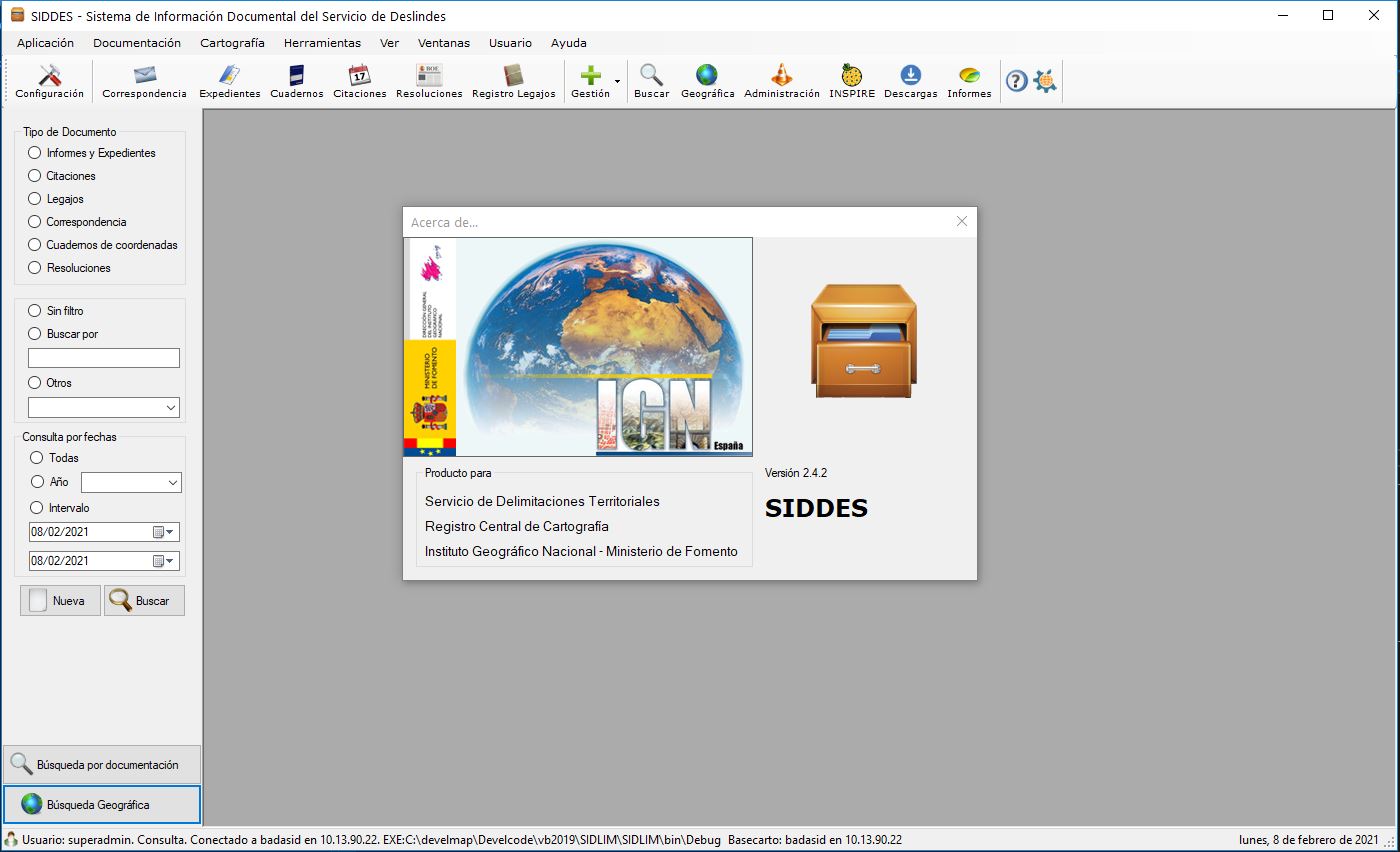 SIDDES - Sistema de Información Documental del Servicio de Deslindes
Aplicación Documentación Cartografía Herramientas Ver Ventanas Usuario Ayuda
Configuración Correspondencia Expedientes Cuadernos Citaciones Resoluciones Registro Legajos Gestión Buscar Geográfica Administración INSPIRE Descargas Informes
17
BOE
Tipo de Documento
Informes y Expedientes
Citaciones
Legajos
Correspondencia
Cuadernos de coordenadas
Resoluciones
Sin filtro
Buscar por
Otros
Consulta por fechas
Todas
Año
Intervalo
08/02/2021
08/02/2021
Nueva Buscar
Búsqueda por documentación
Búsqueda Geográfica
Acerca de...
DIRECCIÓN GENERAL
DEL INSTITUTO
GEOGRÁFICO
NACIONAL
MINISTERIO
DE FOMENTO
IGN
España
Producto para
Servicio de Delimitaciones Territoriales
Registro Central de Cartografía
Instituto Geográfico Nacional - Ministerio de Fomento
Versión 2.4.2
SIDDES
Usuario: superadmin. Consulta. Conectado a badasid en 10.13.90.22. EXE:C:\develmap\Develcode\vb2019\SIDLIM\SIDLIM\bin\Debug Basecarto: badasid en 10.13.90.22
lunes, 8 de febrero de 2021